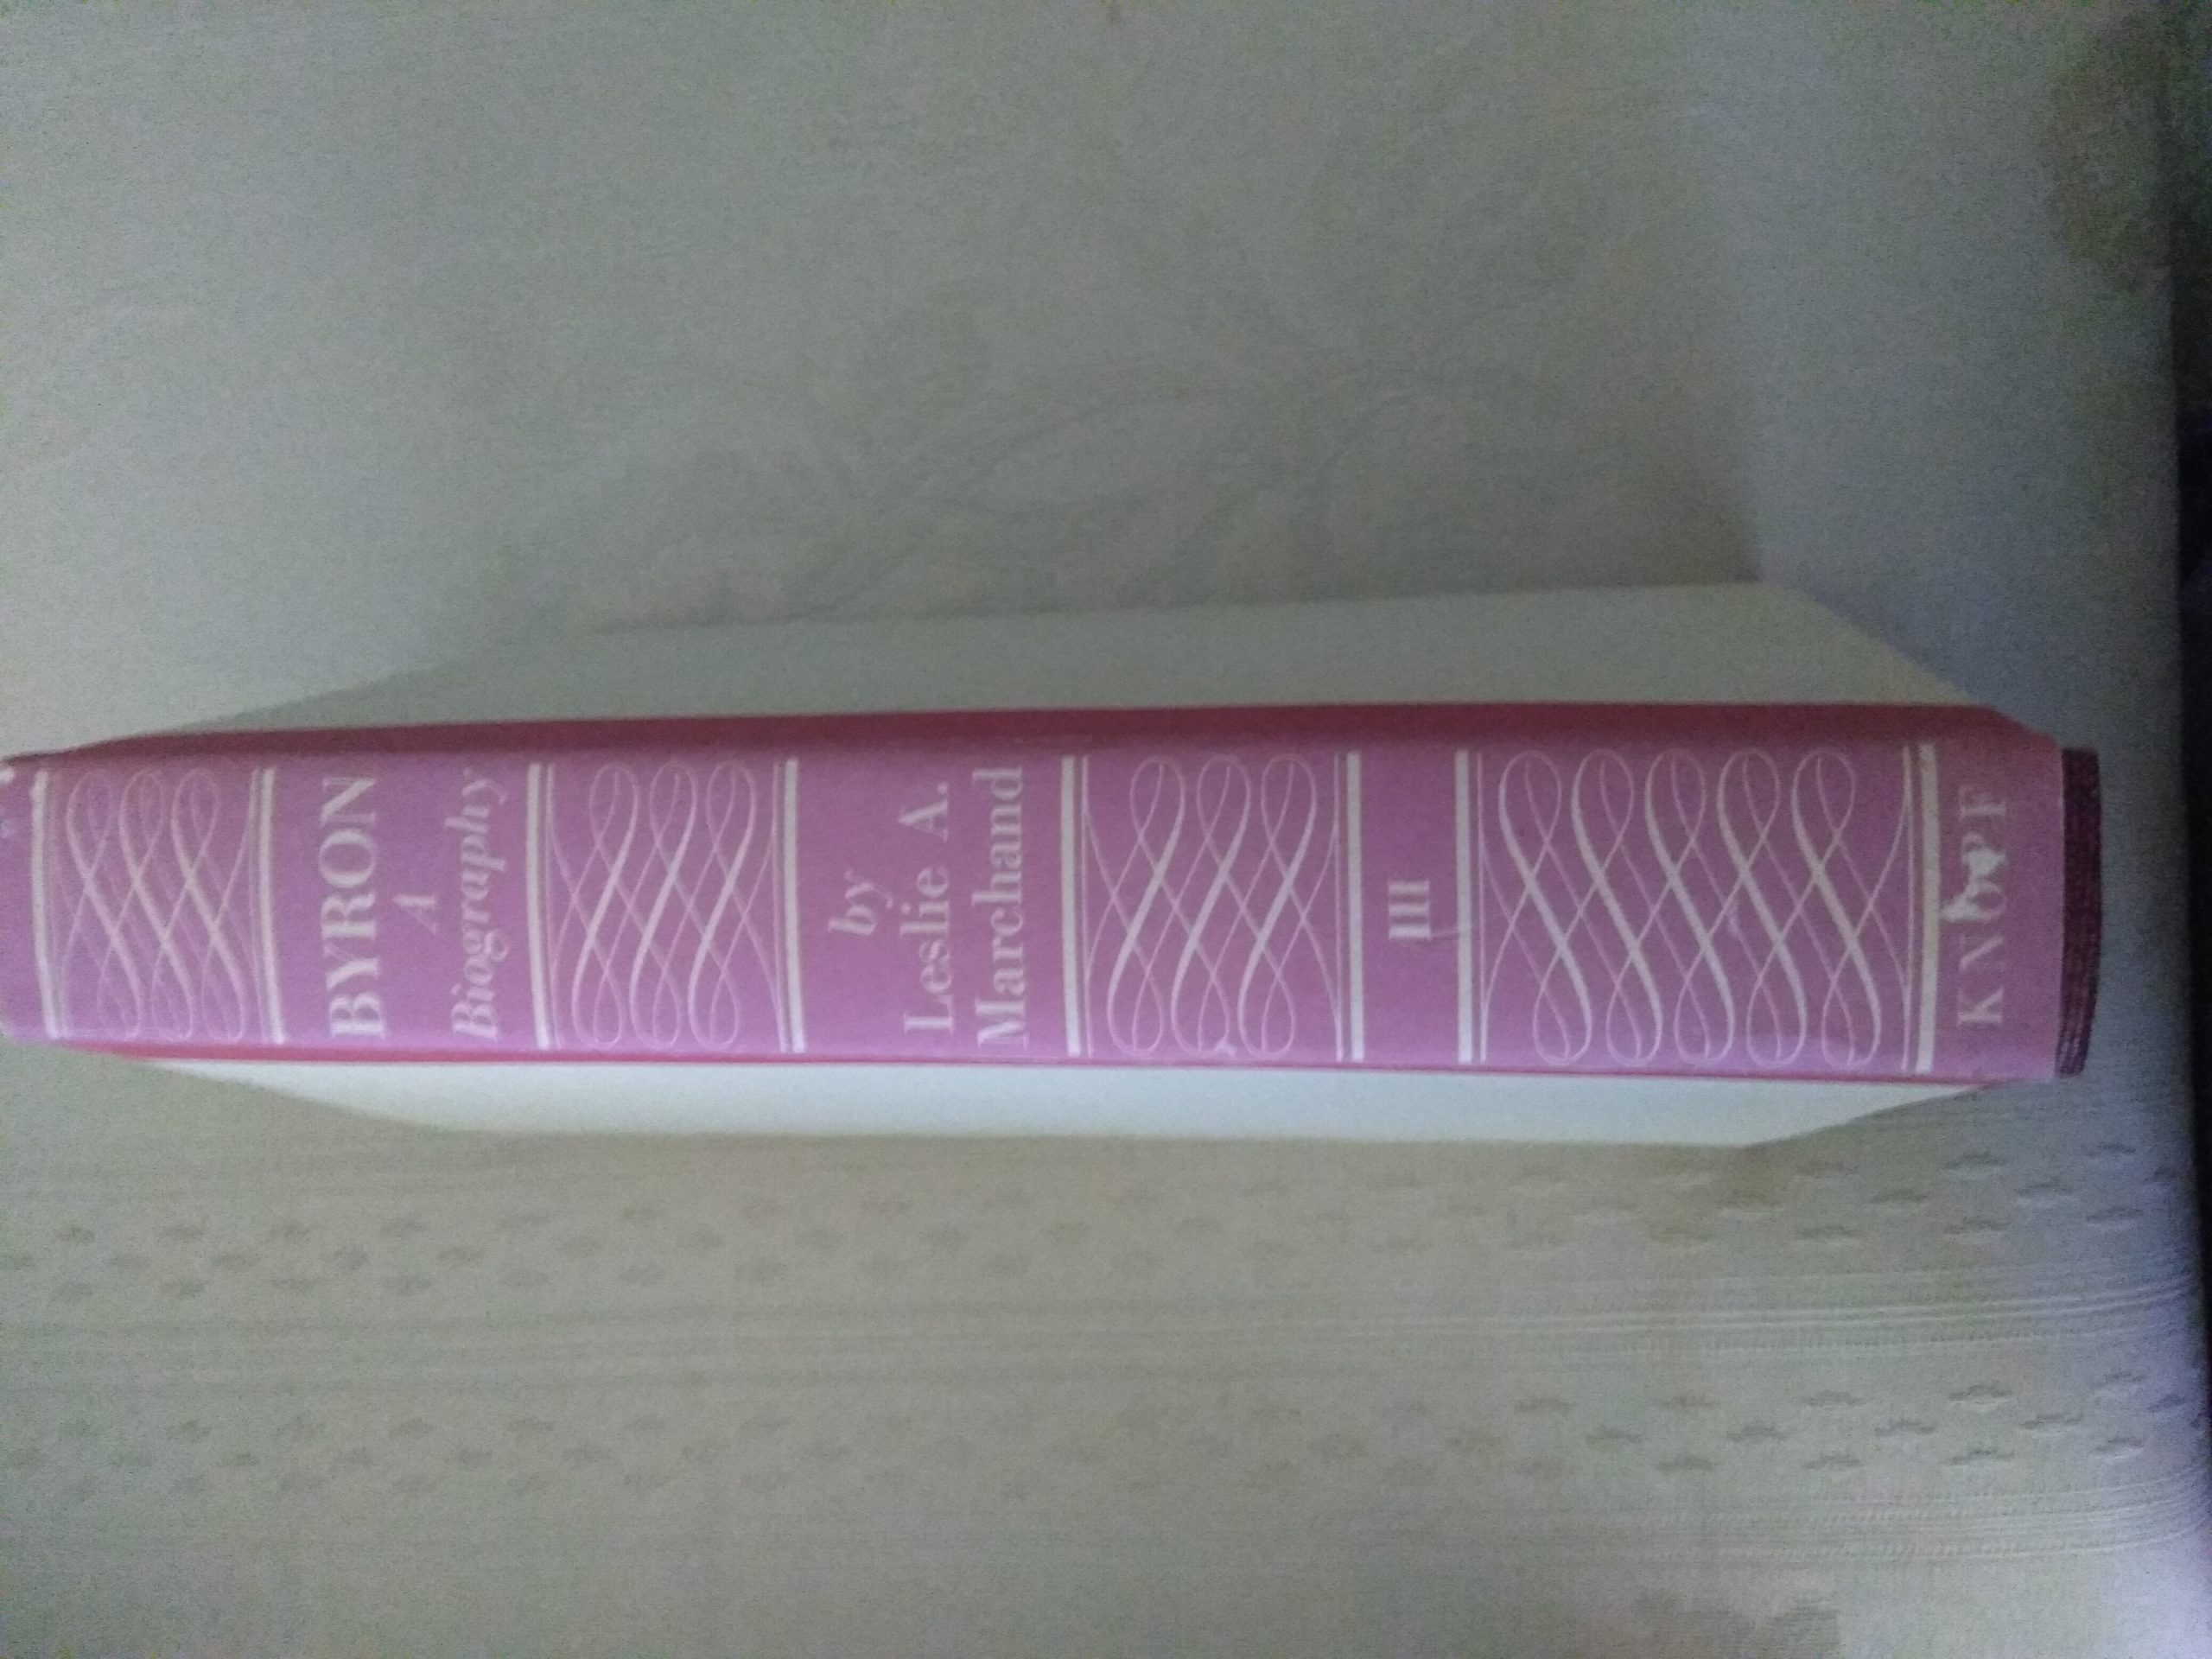 BYRON
A
Biography
by
Leslie A.
Marchand
III
KNOPF